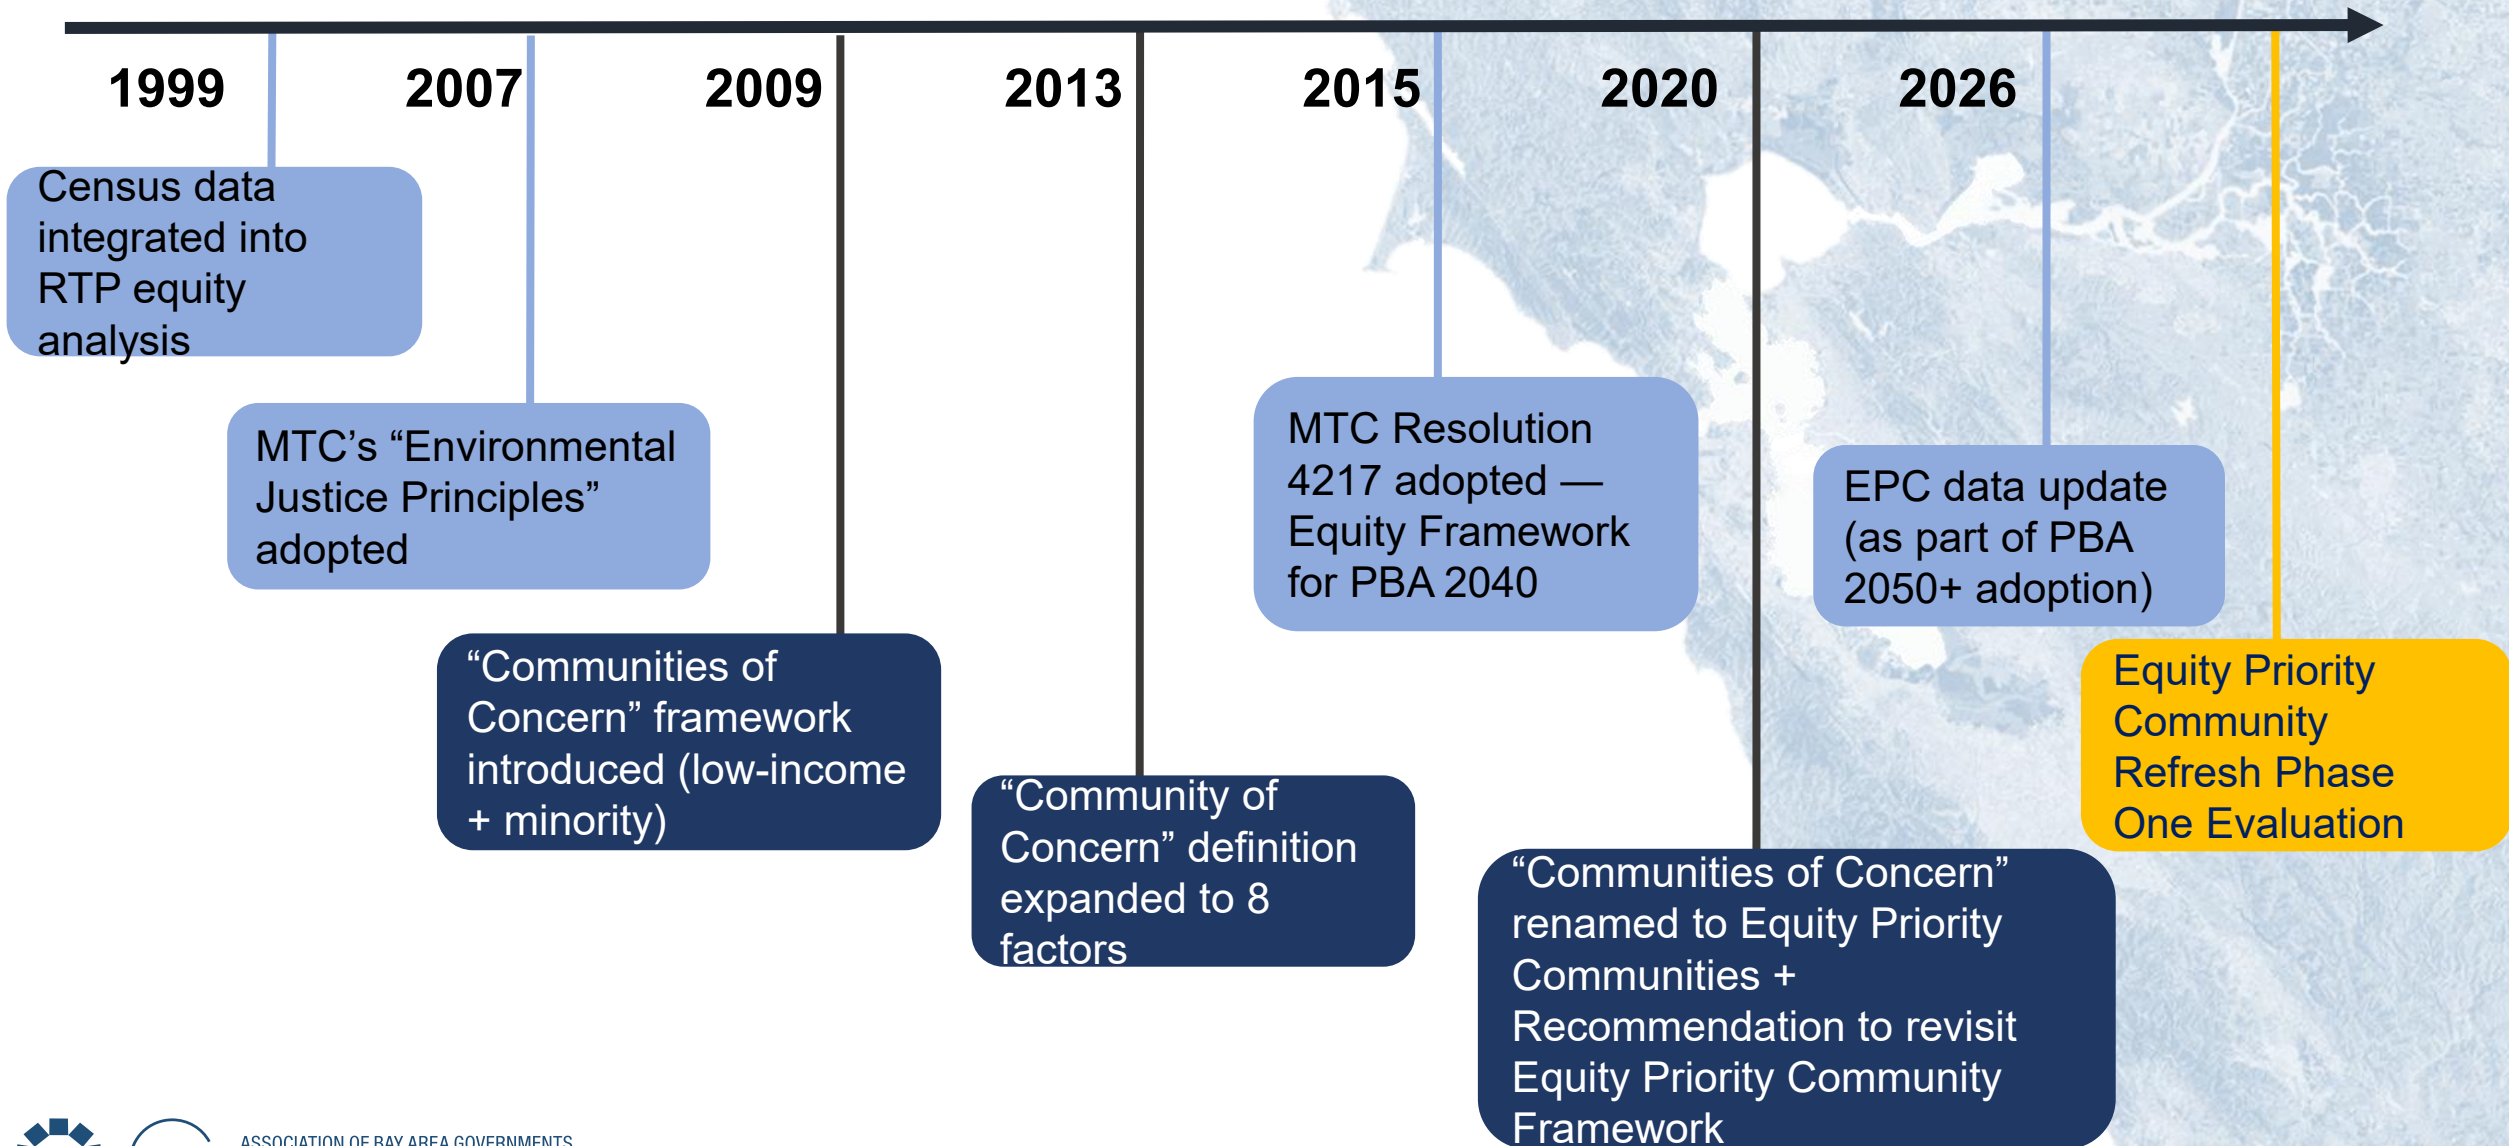 1999
2007
2009
2013
2015
2020
2026
Census data
integrated into
RTP equity
analysis
MTC’s “Environmental
Justice Principles”
adopted
“Communities of
Concern” framework
introduced (low-income
+ minority)
“Community of
Concern” definition
expanded to 8
factors
MTC Resolution
4217 adopted —
Equity Framework
for PBA 2040
“Communities of Concern”
renamed to Equity Priority
Communities +
Recommendation to revisit
Equity Priority Community
Framework
EPC data update
(as part of PBA
2050+ adoption)
Equity Priority
Community
Refresh Phase
One Evaluation
ASSOCIATION OF BAY AREA GOVERNMENTS